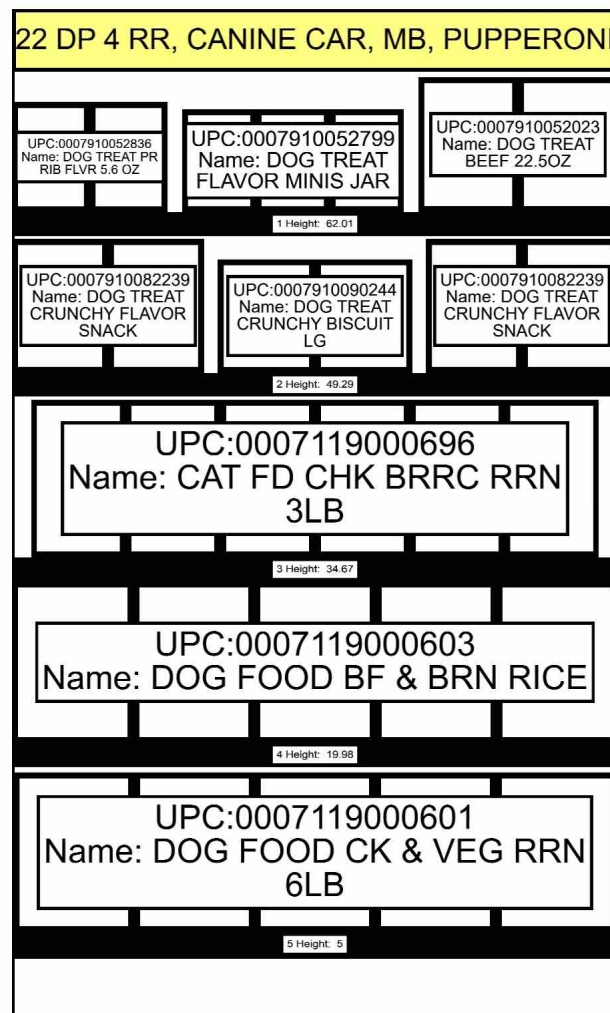 22 DP 4 RR, CANINE CAR, MB, PUPPERONI
UPC:0007910052836
Name: DOG TREAT PR
RIB FLVR 5.6 OZ
UPC:0007910052799
Name: DOG TREAT
FLAVOR MINIS JAR
UPC:0007910052023
Name: DOG TREAT
BEEF 22.5OZ
1 Height: 62.01
UPC:0007910082239
Name: DOG TREAT
CRUNCHY FLAVOR
SNACK
UPC:0007910090244
Name: DOG TREAT
CRUNCHY BISCUIT
LG
UPC:0007910082239
Name: DOG TREAT
CRUNCHY FLAVOR
SNACK
2 Height: 49.29
UPC:0007119000696
Name: CAT FD CHK BRRC RRN
3LB
3 Height: 34.67
UPC:0007119000603
Name: DOG FOOD BF & BRN RICE
4 Height: 19.98
UPC:0007119000601
Name: DOG FOOD CK & VEG RRN
6LB
5 Height: 5